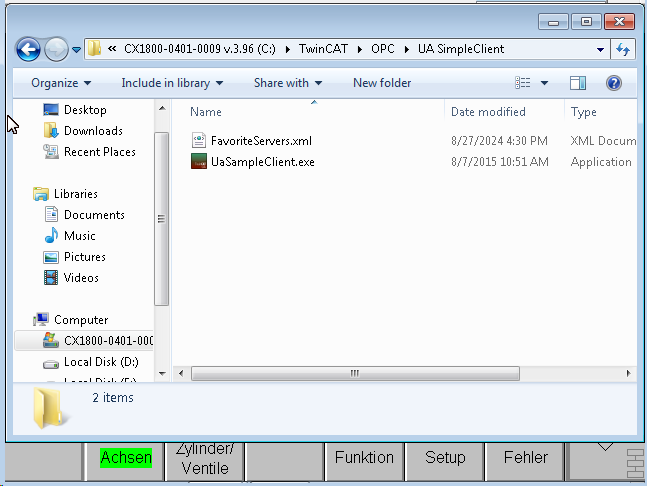 « CX1800-0401-0009 v.3.96 (C:) ▸ TwinCAT ▸ OPC ▸ UA SimpleClient
Organize Include in library Share with New folder
Name Date modified Type
Desktop
Downloads
Recent Places
Libraries
Documents
Music
Pictures
Videos
Computer
CX1800-0401-000
Local Disk (D:)
FavoriteServers.xml 8/27/2024 4:30 PM XML Docum
UaSampleClient.exe 8/7/2015 10:51 AM Application
2 items
Achsen
Zylinder/
Ventile
Funktion
Setup
Fehler